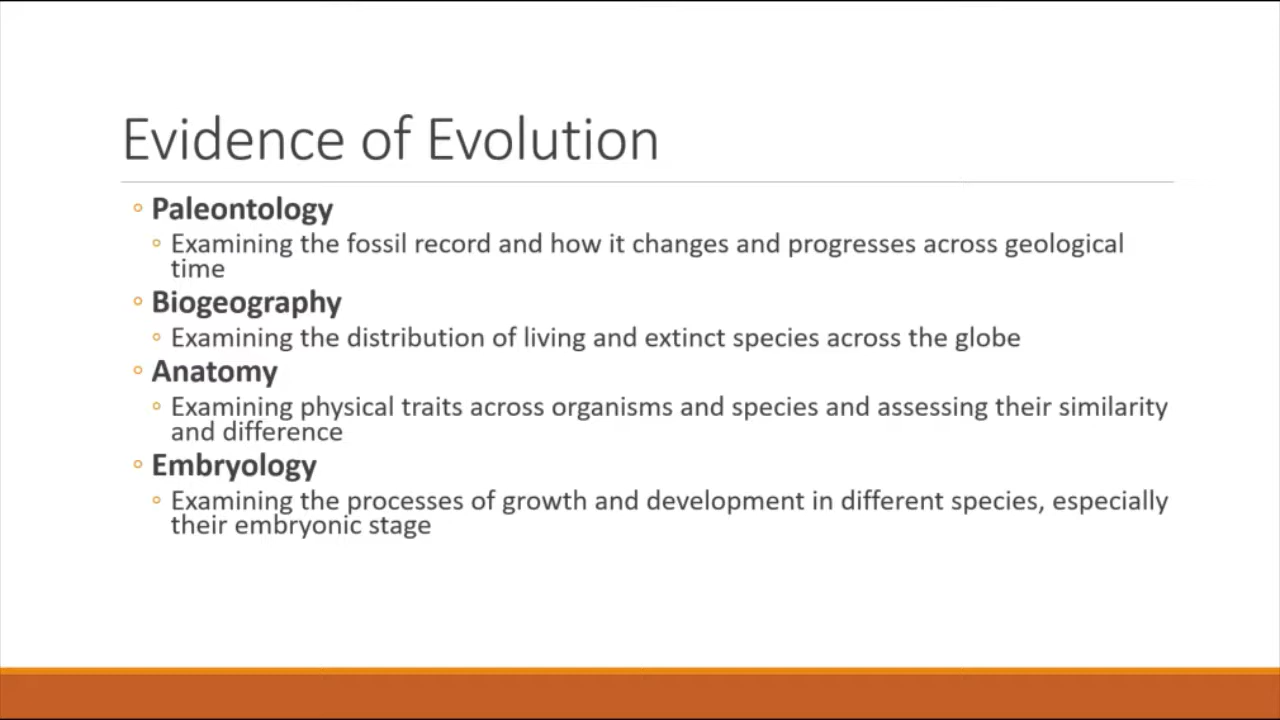 Evidence of Evolution
◦ Paleontology
◦ Examining the fossil record and how it changes and progresses across geological
time
◦ Biogeography
◦ Examining the distribution of living and extinct species across the globe
◦ Anatomy
◦ Examining physical traits across organisms and species and assessing their similarity
and difference
◦ Embryology
◦ Examining the processes of growth and development in different species, especially
their embryonic stage